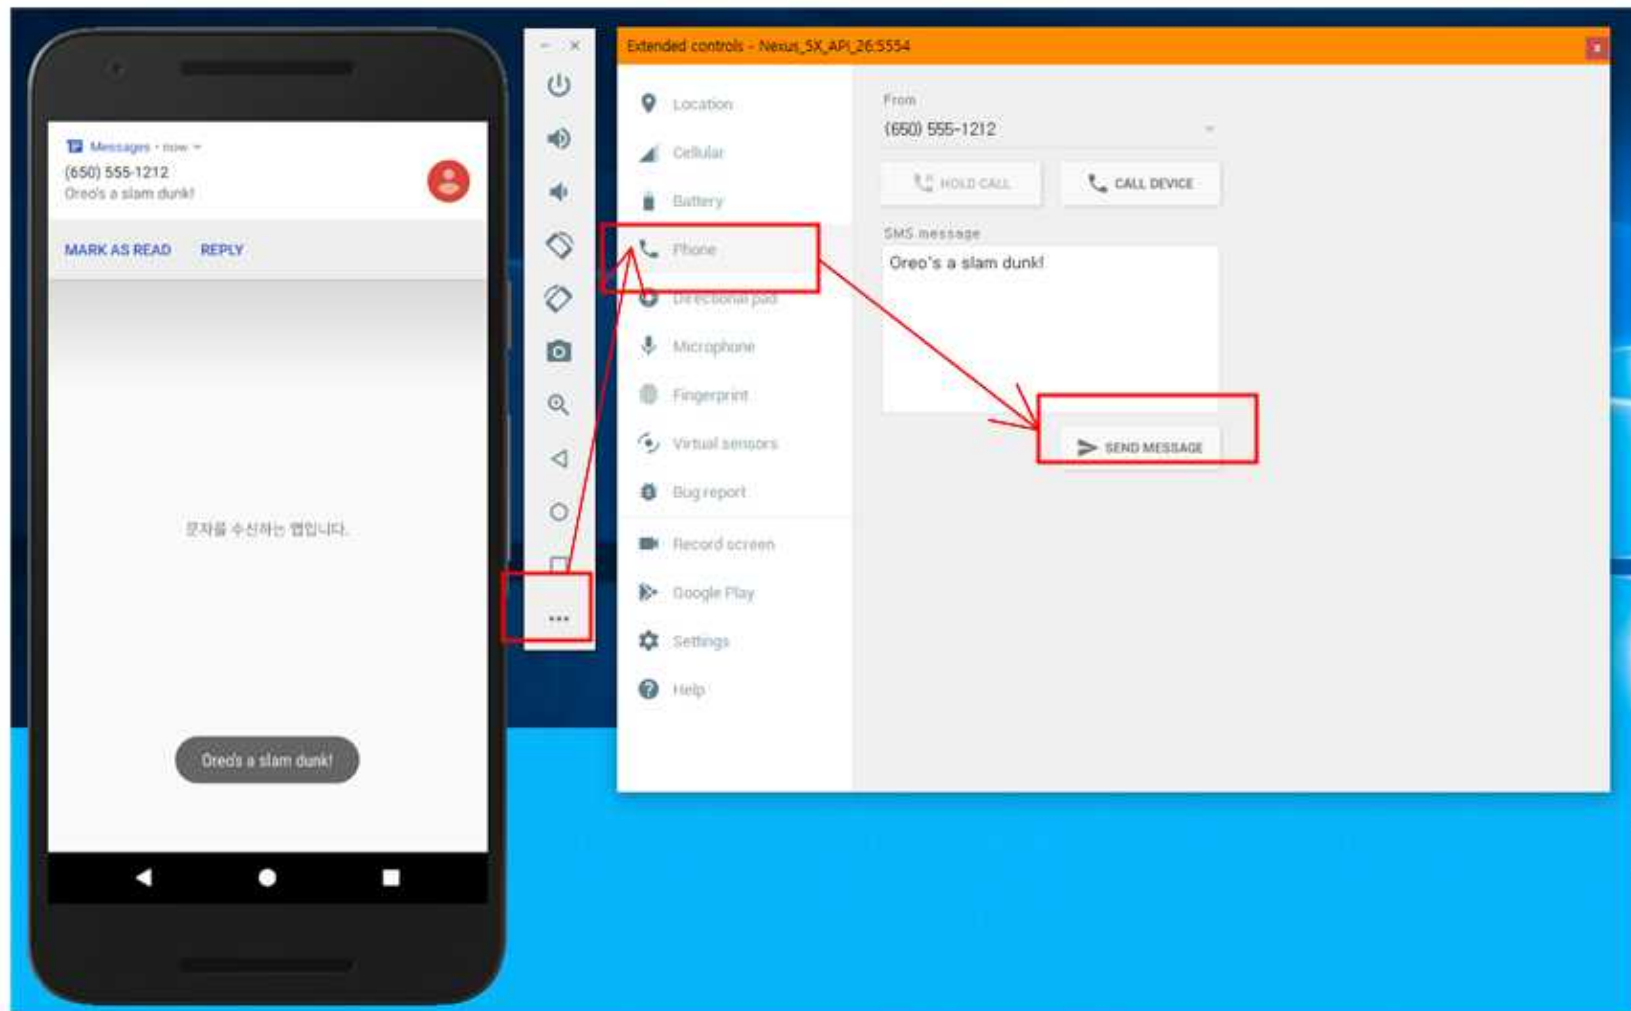 Messages • now
(650) 555-1212
Oreo's a slam dunk!
MARK AS READ REPLY
문자를 수신하는 앱입니다.
Oreo's a slam dunk!
Extended controls - Nexus_5X_API_26:5554
Location
Cellular
Battery
Phone
Directional pad
Microphone
Fingerprint
Virtual sensors
Bug report
Record screen
Google Play
Settings
Help
From
(650) 555-1212
HOLD CALL CALL DEVICE
SMS message
Oreo's a slam dunk!
SEND MESSAGE